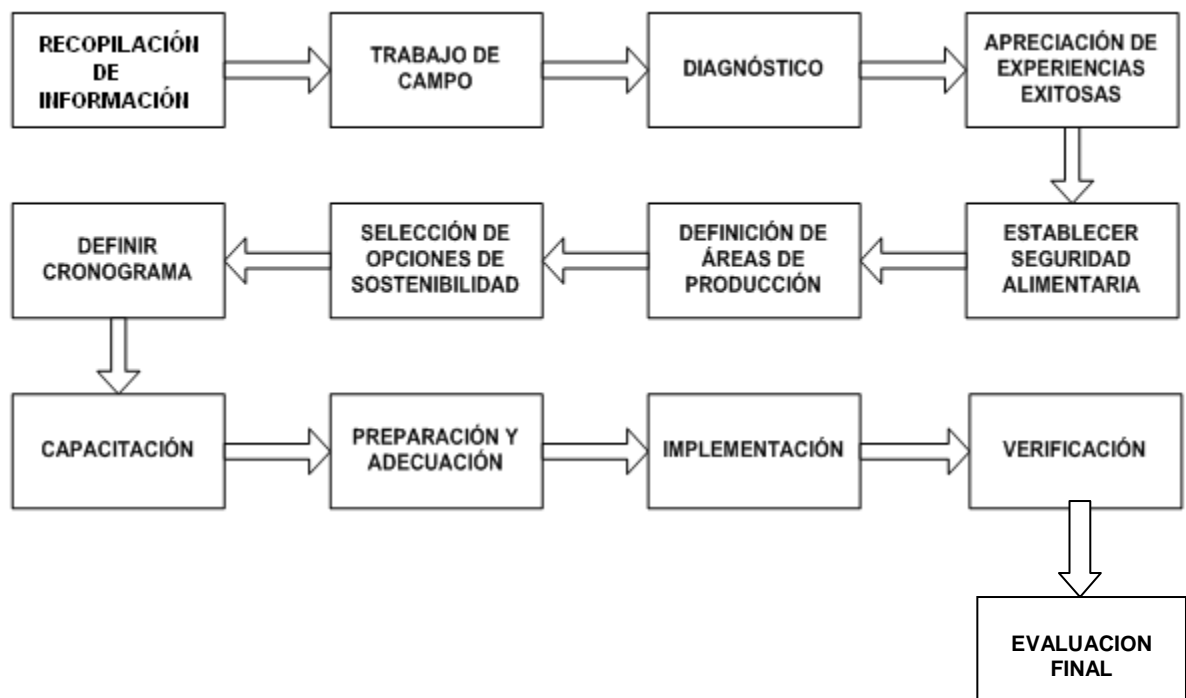 RECOPILACIÓN
DE
INFORMACIÓN
TRABAJO DE
CAMPO
DIAGNÓSTICO
APRECIACIÓN DE
EXPERIENCIAS
EXITOSAS
ESTABLECER
SEGURIDAD
ALIMENTARIA
DEFINICIÓN DE
ÁREAS DE
PRODUCCIÓN
SELECCIÓN DE
OPCIONES DE
SOSTENIBILIDAD
DEFINIR
CRONOGRAMA
CAPACITACIÓN
PREPARACIÓN Y
ADECUACIÓN
IMPLEMENTACIÓN
VERIFICACIÓN
EVALUACION
FINAL